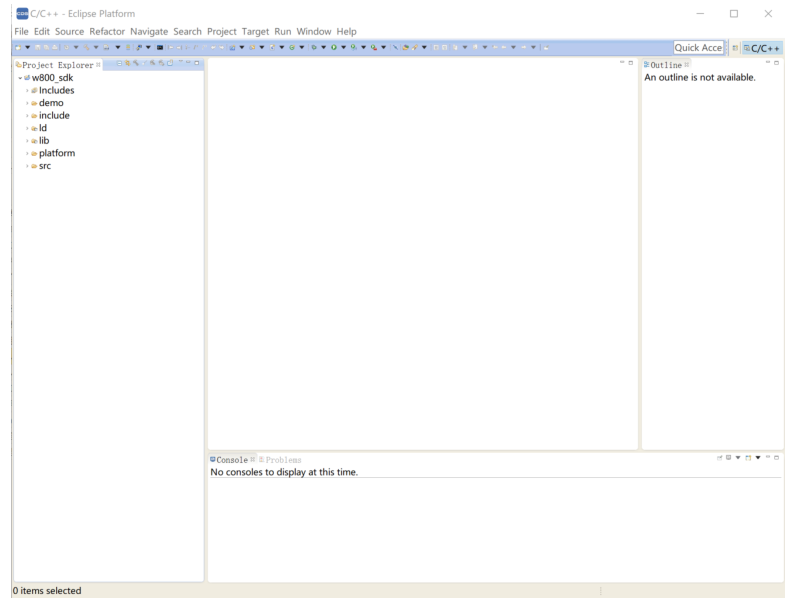 C/C++ - Eclipse Platform
File Edit Source Refactor Navigate Search Project Target Run Window Help
Quick Acce C/C++
Project Explorer
w800_sdk
Includes
demo
include
ld
lib
platform
src
Outline
An outline is not available.
Console Problems
No consoles to display at this time.
0 items selected